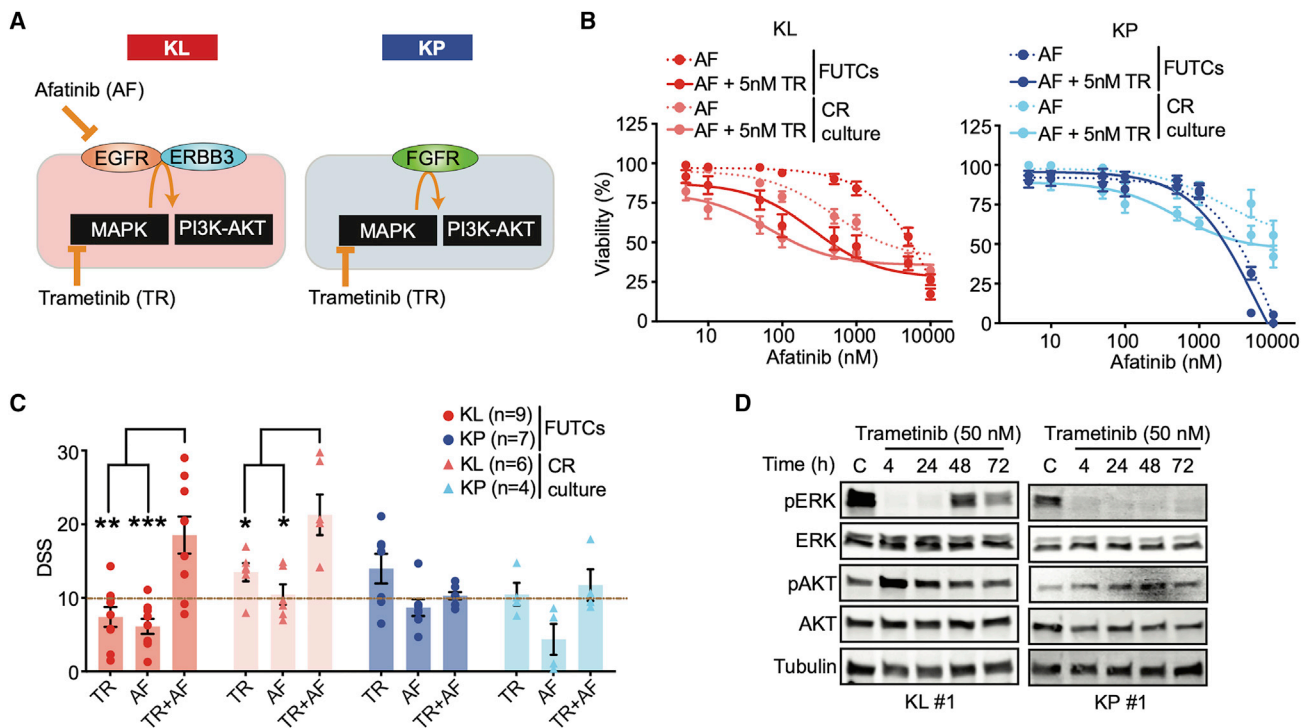 A
KL
KP
Afatinib (AF)
EGFR
ERBB3
FGFR
MAPK
PI3K-AKT
MAPK
PI3K-AKT
Trametinib (TR)
Trametinib (TR)
B
KL
AF
AF + 5nM TR
FUTCs
AF
AF + 5nM TR
CR
culture
125
100
75
50
25
0
Viability (%)
10
100
1000
10000
Afatinib (nM)
KP
AF
AF + 5nM TR
FUTCs
AF
AF + 5nM TR
CR
culture
125
100
75
50
25
0
10
100
1000
10000
Afatinib (nM)
C
KL (n=9)
KP (n=7)
FUTCs
KL (n=6)
KP (n=4)
CR
culture
30
20
10
0
DSS
** *** * *
TR
AF
TR+AF
TR
AF
TR+AF
TR
AF
TR+AF
TR
AF
TR+AF
D
Trametinib (50 nM)
Trametinib (50 nM)
Time (h) C 4 24 48 72
C 4 24 48 72
pERK
ERK
pAKT
AKT
Tubulin
KL #1
KP #1